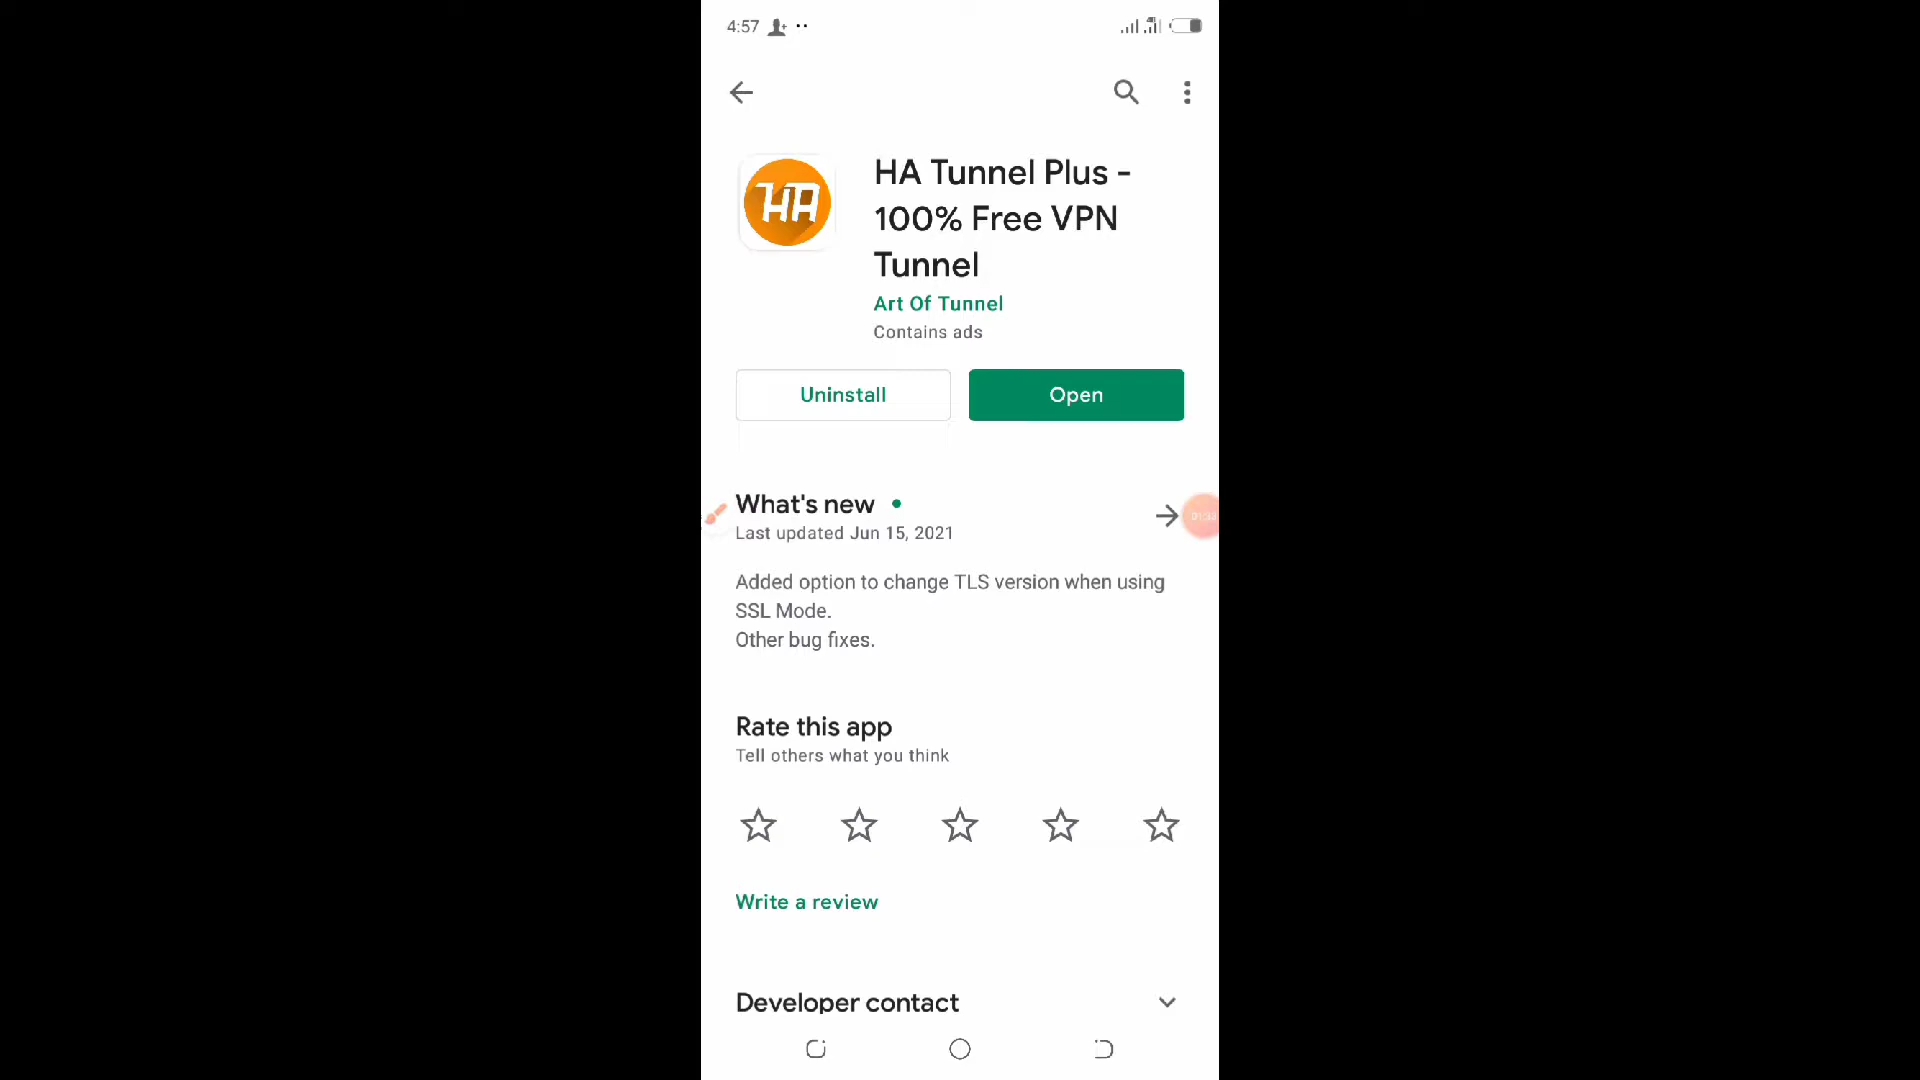 4:57
HA
HA Tunnel Plus -
100% Free VPN
Tunnel
Art Of Tunnel
Contains ads
Uninstall
Open
What's new
Last updated Jun 15, 2021
Added option to change TLS version when using
SSL Mode.
Other bug fixes.
Rate this app
Tell others what you think
Write a review
Developer contact